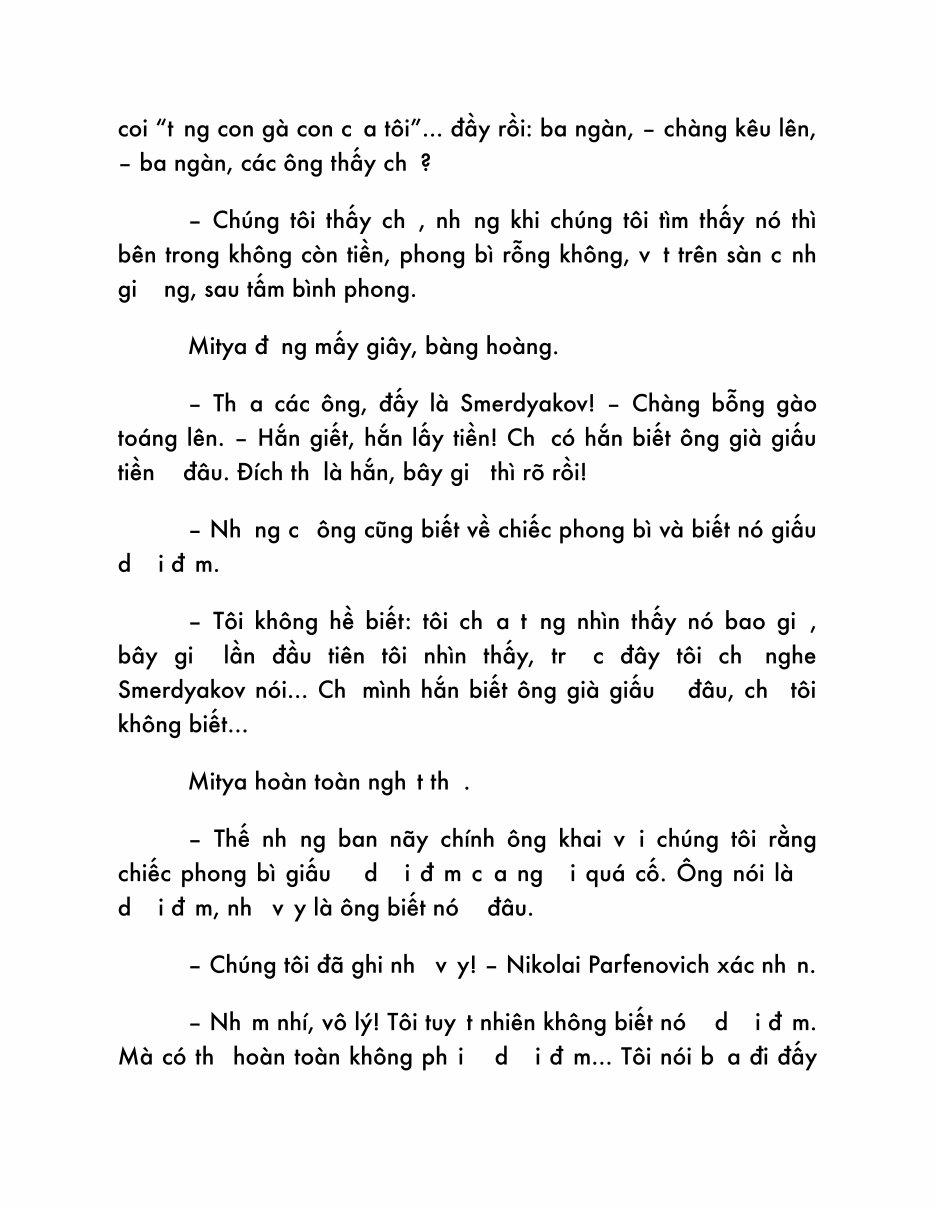 coi “t ng con gà con c a tôi”... đầy rồi: ba ngàn, – chàng kêu lên,
– ba ngàn, các ông thấy ch ?
– Chúng tôi thấy ch , nh ng khi chúng tôi tìm thấy nó thì
bên trong không còn tiền, phong bì rỗng không, v t trên sàn c nh
gi ng, sau tấm bình phong.
Mitya đ ng mấy giây, bàng hoàng.
– Th a các ông, đấy là Smerdyakov! – Chàng bỗng gào
toáng lên. – Hắn giết, hắn lấy tiền! Ch có hắn biết ông già giấu
tiền đâu. Đích th là hắn, bây gi thì rõ rồi!
– Nh ng c ông cũng biết về chiếc phong bì và biết nó giấu
d i đ m.
– Tôi không hề biết: tôi ch a t ng nhìn thấy nó bao gi ,
bây gi lần đầu tiên tôi nhìn thấy, tr c đây tôi ch nghe
Smerdyakov nói... Ch mình hắn biết ông già giấu đâu, ch tôi
không biết...
Mitya hoàn toàn ngh t th .
– Thế nh ng ban nãy chính ông khai v i chúng tôi rằng
chiếc phong bì giấu d i đ m c a ng i quá cố. Ông nói là
d i đ m, nh v y là ông biết nó đâu.
– Chúng tôi đã ghi nh v y! – Nikolai Parfenovich xác nh n.
– Nh m nhí, vô lý! Tôi tuy t nhiên không biết nó d i đ m.
Mà có th hoàn toàn không ph i d i đ m... Tôi nói b a đi đấy